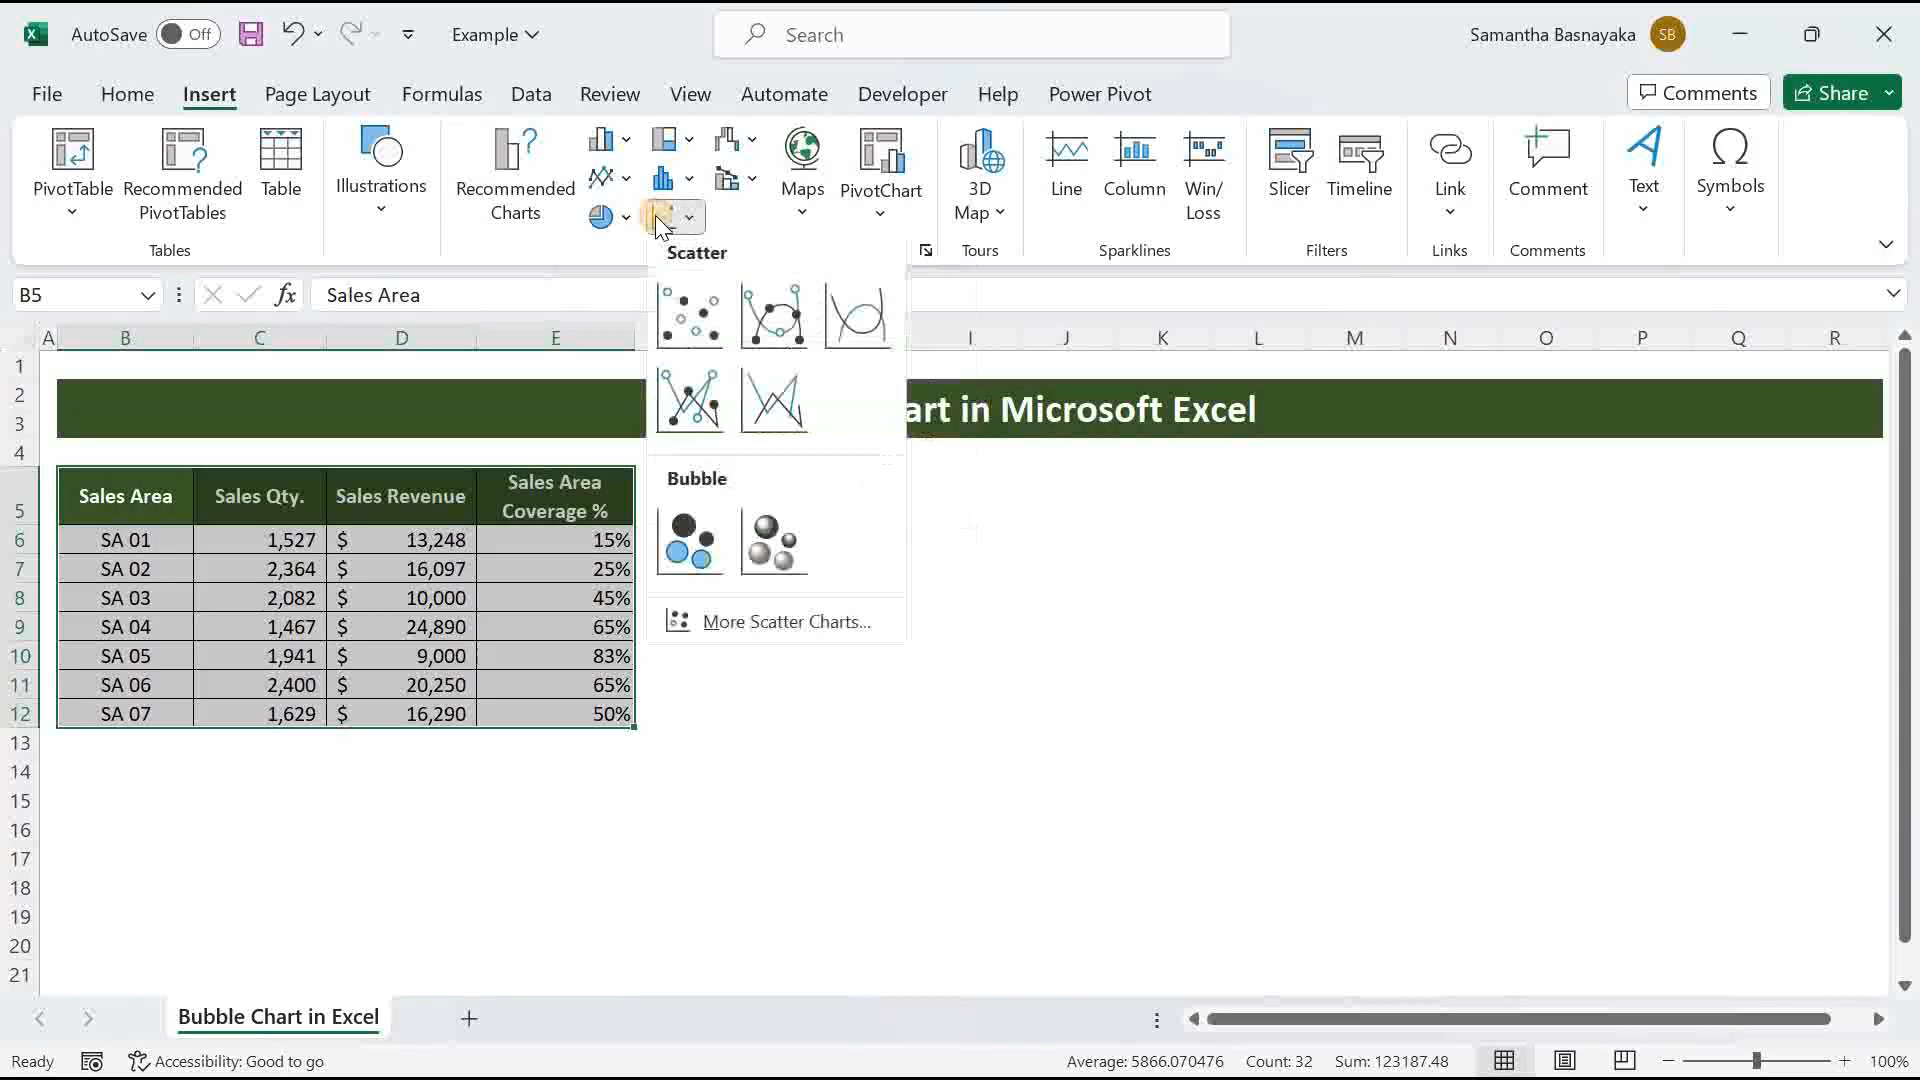 AutoSave Off Example Search Samantha Basnayaka SB
File Home Insert Page Layout Formulas Data Review View Automate Developer Help Power Pivot Comments Share
PivotTable
Recommended
PivotTables
Table
Tables
Illustrations
Recommended
Charts
Maps
PivotChart
3D
Map
Tours
Line
Column
Win/
Loss
Sparklines
Slicer
Timeline
Filters
Link
Links
Comment
Comments
Text
Symbols
B5 fx Sales Area
Scatter
Bubble
More Scatter Charts...
A B C D E I J K L M N O P Q R
1
2
3
art in Microsoft Excel
4
5 Sales Area Sales Qty. Sales Revenue Sales Area
Coverage %
6 SA 01 1,527 $ 13,248 15%
7 SA 02 2,364 $ 16,097 25%
8 SA 03 2,082 $ 10,000 45%
9 SA 04 1,467 $ 24,890 65%
10 SA 05 1,941 $ 9,000 83%
11 SA 06 2,400 $ 20,250 65%
12 SA 07 1,629 $ 16,290 50%
13
14
15
16
17
18
19
20
21
Bubble Chart in Excel
Ready Accessibility: Good to go Average: 5866.070476 Count: 32 Sum: 123187.48 100%